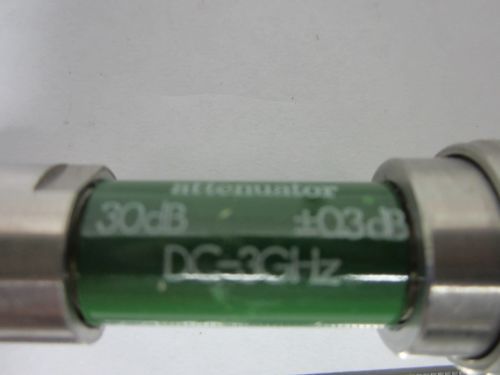 attenuator
30dB ±0.3dB
DC-3GHz